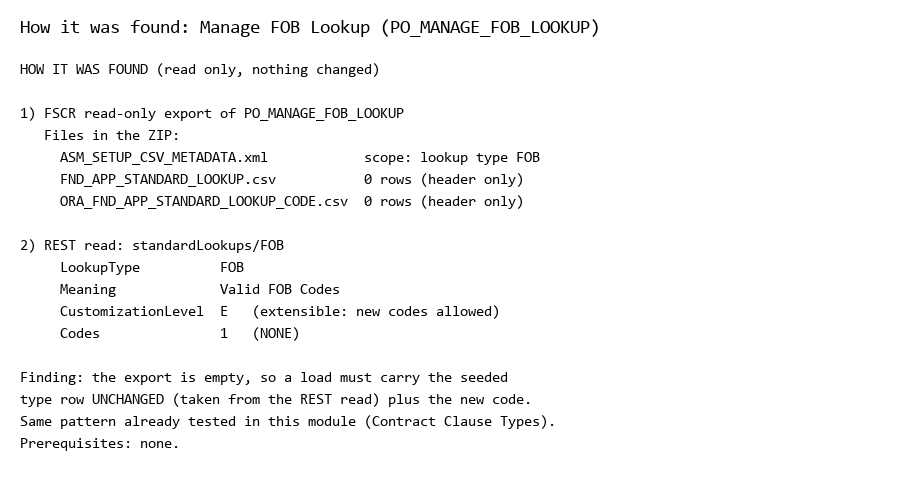 How it was found: Manage FOB Lookup (PO_MANAGE_FOB_LOOKUP)
HOW IT WAS FOUND (read only, nothing changed)
1) FSCR read-only export of PO_MANAGE_FOB_LOOKUP
Files in the ZIP:
ASM_SETUP_CSV_METADATA.xml scope: lookup type FOB
FND_APP_STANDARD_LOOKUP.csv 0 rows (header only)
ORA_FND_APP_STANDARD_LOOKUP_CODE.csv 0 rows (header only)
2) REST read: standardLookups/FOB
LookupType FOB
Meaning Valid FOB Codes
CustomizationLevel E (extensible: new codes allowed)
Codes 1 (NONE)
Finding: the export is empty, so a load must carry the seeded
type row UNCHANGED (taken from the REST read) plus the new code.
Same pattern already tested in this module (Contract Clause Types).
Prerequisites: none.